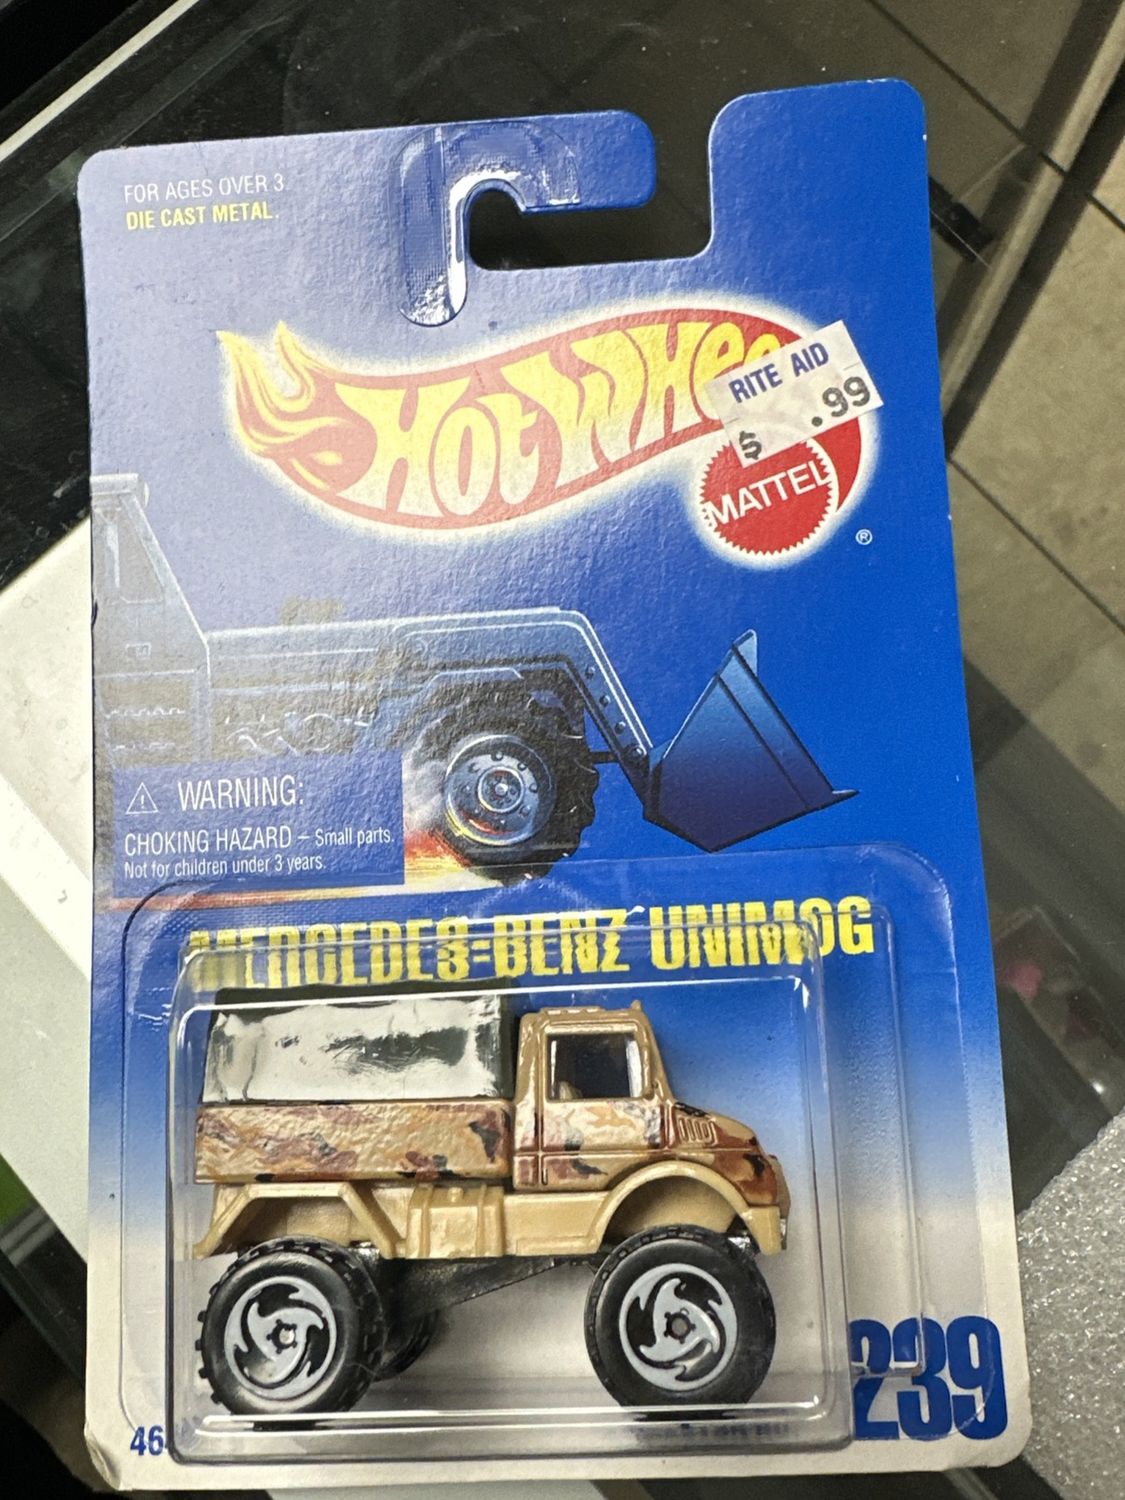 FOR AGES OVER 3.
DIE CAST METAL.
HOT WHee
RITE AID
$ .99
MATTEL
®
WARNING:
CHOKING HAZARD – Small parts.
Not for children under 3 years.
MERCEDES-BENZ UNIMOG
239
46